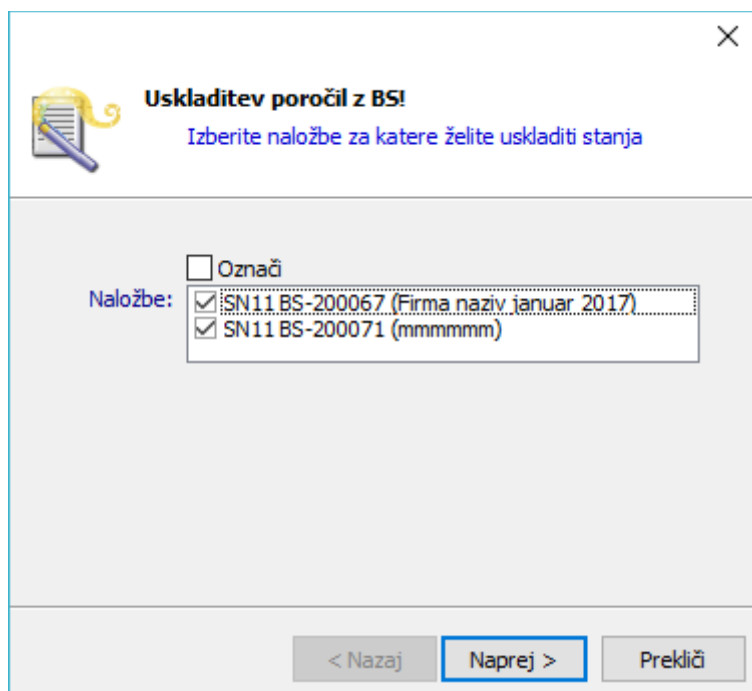 Uskladitev poročil z BS!
Izberite naložbe za katere želite uskladiti stanja
Označi
Naložbe:
SN11 BS-200067 (Firma naziv januar 2017)
SN11 BS-200071 (mmmmmm)
< Nazaj
Naprej >
Prekliči